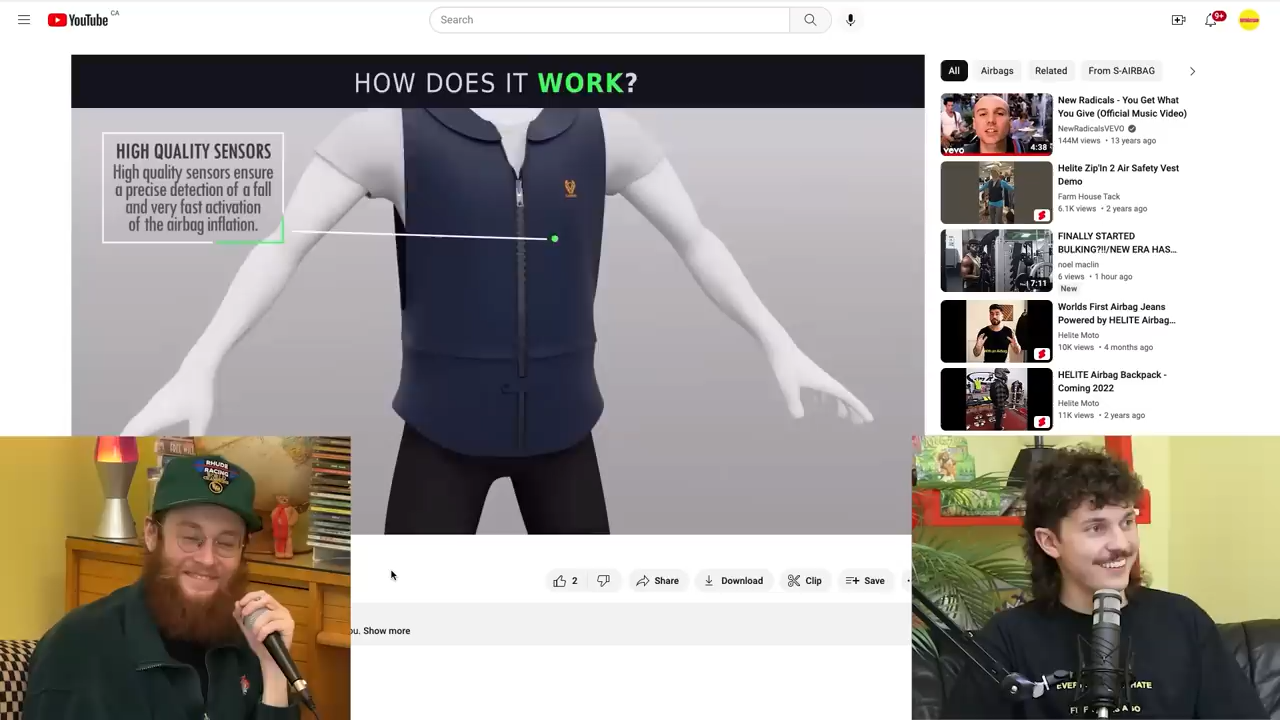 YouTube CA
Search
9+
HOW DOES IT WORK?
HIGH QUALITY SENSORS
High quality sensors ensure
a precise detection of a fall
and very fast activation
of the airbag inflation.
All
Airbags
Related
From S-AIRBAG
New Radicals - You Get What
You Give (Official Music Video)
NewRadicalsVEVO
144M views • 13 years ago
vevo
4:38
Helite Zip'In 2 Air Safety Vest
Demo
Farm House Tack
6.1K views • 2 years ago
FINALLY STARTED
BULKING?!!/NEW ERA HAS...
noel maclin
6 views • 1 hour ago
New
7:11
Worlds First Airbag Jeans
Powered by HELITE Airbag...
Helite Moto
10K views • 4 months ago
HELITE Airbag Backpack -
Coming 2022
Helite Moto
11K views • 2 years ago
2
Share
Download
Clip
Save
ou. Show more
RHUDE
RACING